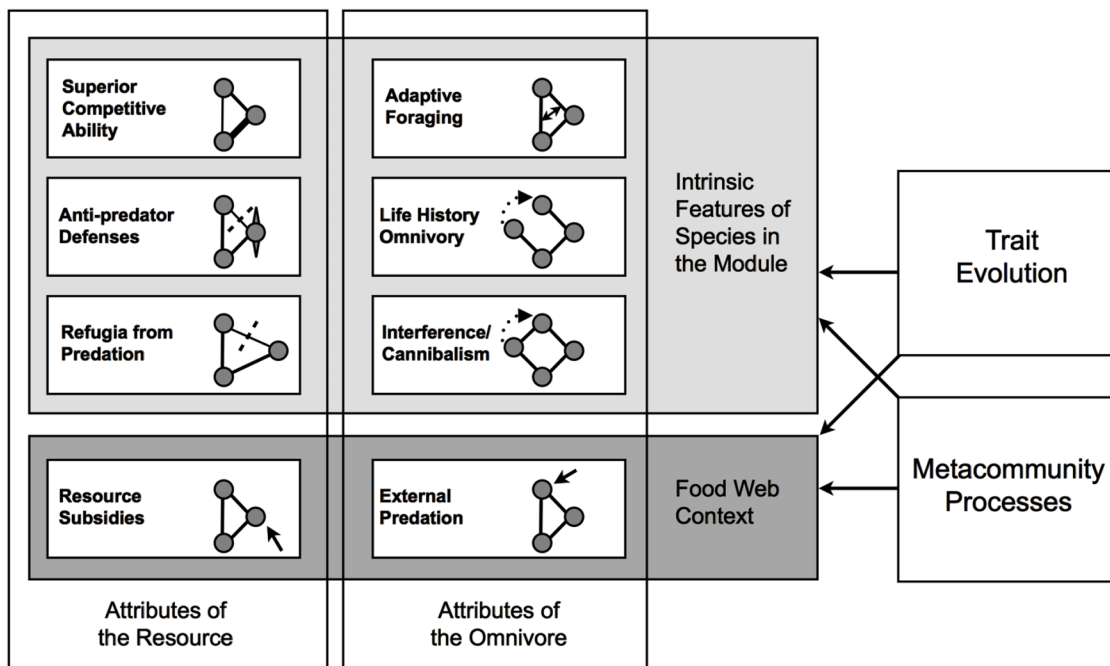 Superior
Competitive
Ability
Adaptive
Foraging
Anti-predator
Defenses
Life History
Omnivory
Refugia from
Predation
Interference/
Cannibalism
Intrinsic
Features of
Species in
the Module
Trait
Evolution
Resource
Subsidies
External
Predation
Food Web
Context
Metacommunity
Processes
Attributes of
the Resource
Attributes of
the Omnivore